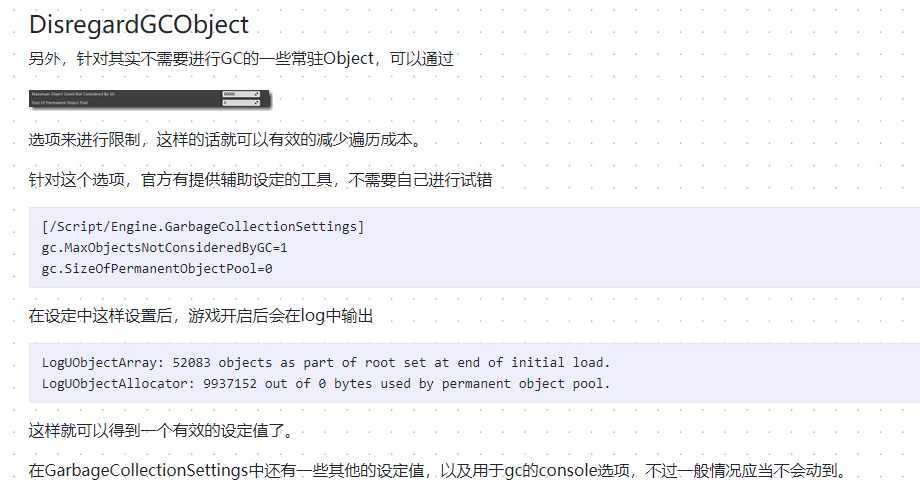 DisregardGCObject
另外，针对其实不需要进行GC的一些常驻Object，可以通过
Maximum Object Count Not Considered By GC
Size Of Permanent Object Pool
0
选项来进行限制，这样的话就可以有效的减少遍历成本。
针对这个选项，官方有提供辅助设定的工具，不需要自己进行试错
[/Script/Engine.GarbageCollectionSettings]
gc.MaxObjectsNotConsideredByGC=1
gc.SizeOfPermanentObjectPool=0
在设定中这样设置后，游戏开启后会在log中输出
LogUObjectArray: 52083 objects as part of root set at end of initial load.
LogUObjectAllocator: 9937152 out of 0 bytes used by permanent object pool.
这样就可以得到一个有效的设定值了。
在GarbageCollectionSettings中还有一些其他的设定值，以及用于gc的console选项，不过一般情况应当不会动到。